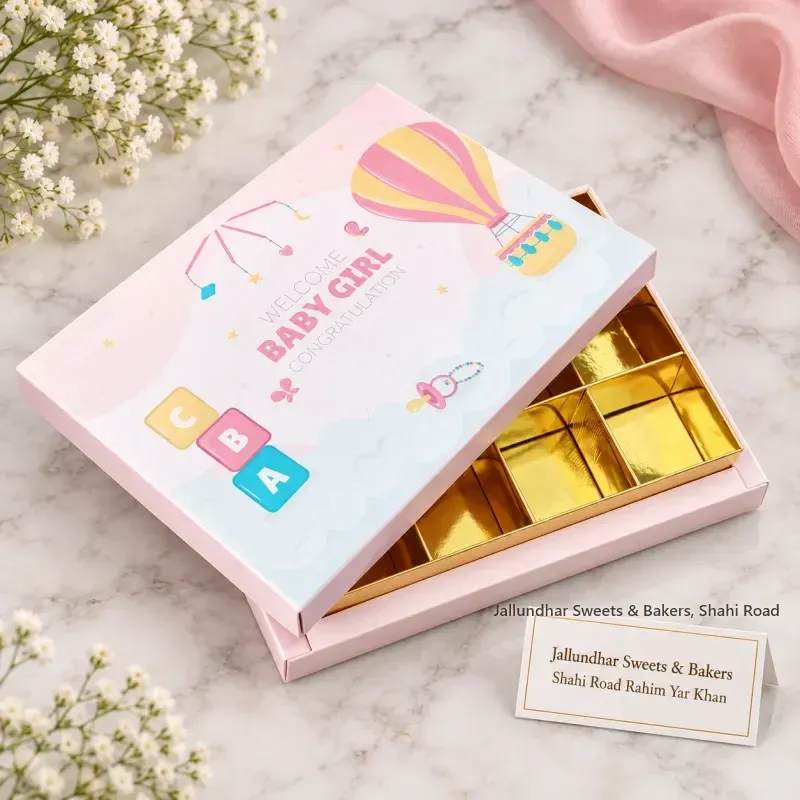 WELCOME
BABY GIRL
CONGRATULATION
C
B
A
Jallundhar Sweets & Bakers, Shahi Road
Jallundhar Sweets & Bakers
Shahi Road Rahim Yar Khan